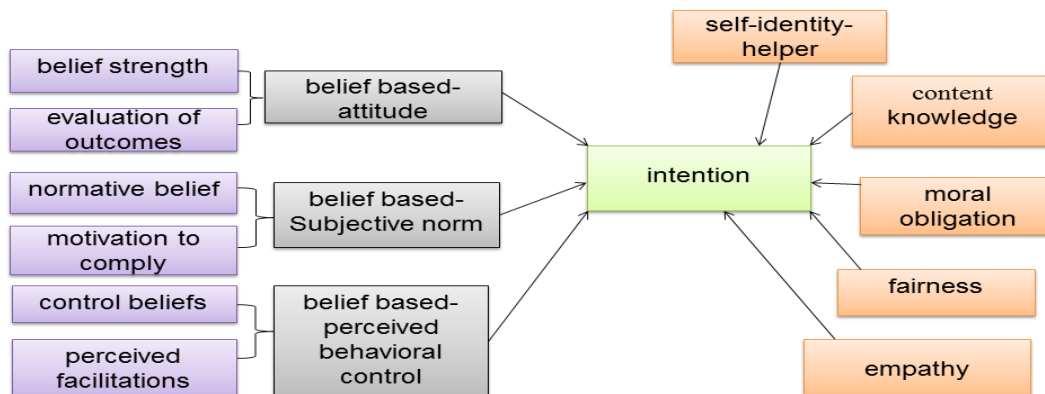 belief strength
evaluation of
outcomes
normative belief
motivation to
comply
control beliefs
perceived
facilitations
belief based-
attitude
belief based-
Subjective norm
belief based-
perceived
behavioral
control
intention
self-identity-
helper
content
knowledge
moral
obligation
fairness
empathy